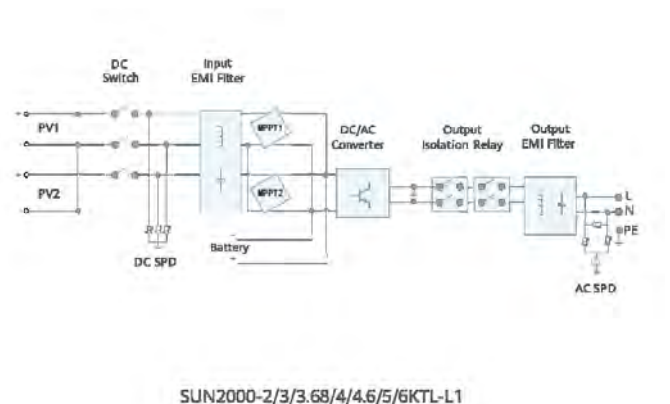 DC
Switch
Input
EMI Filter
PV1
PV2
MPPT1
MPPT2
DC/AC
Converter
Output
Isolation Relay
Output
EMI Filter
L
N
PE
Battery
DC SPD
AC SPD
SUN2000-2/3/3.68/4/4.6/5/6KTL-L1